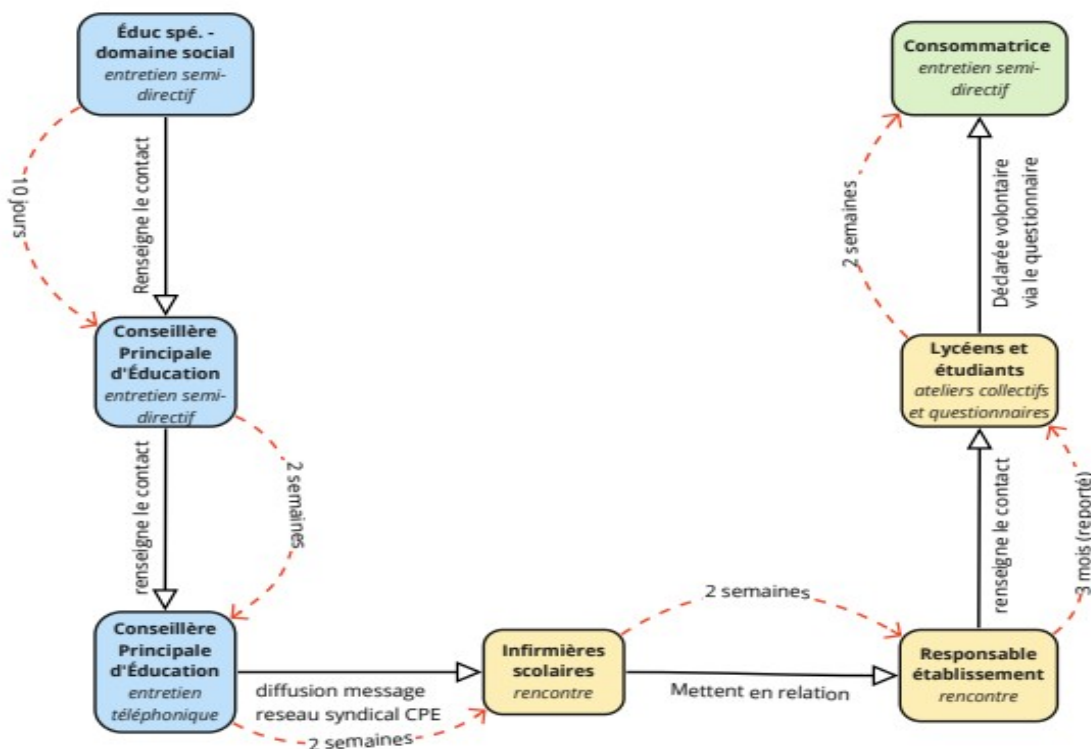 Éduc spé. -
domaine social
entretien semi-
directif
10 jours
Renseigne le contact
Conseillère
Principale
d'Éducation
entretien semi-
directif
2 semaines
renseigne le contact
Conseillère
Principale
d'Éducation
entretien
téléphonique
diffusion message
reseau syndical CPE
2 semaines
Infirmières
scolaires
rencontre
2 semaines
Mettent en relation
Responsable
établissement
rencontre
renseigne le contact
3 mois (reporté)
Lycéens et
étudiants
ateliers collectifs
et questionnaires
2 semaines
Déclarée volontaire
via le questionnaire
Consommatrice
entretien semi-
directif